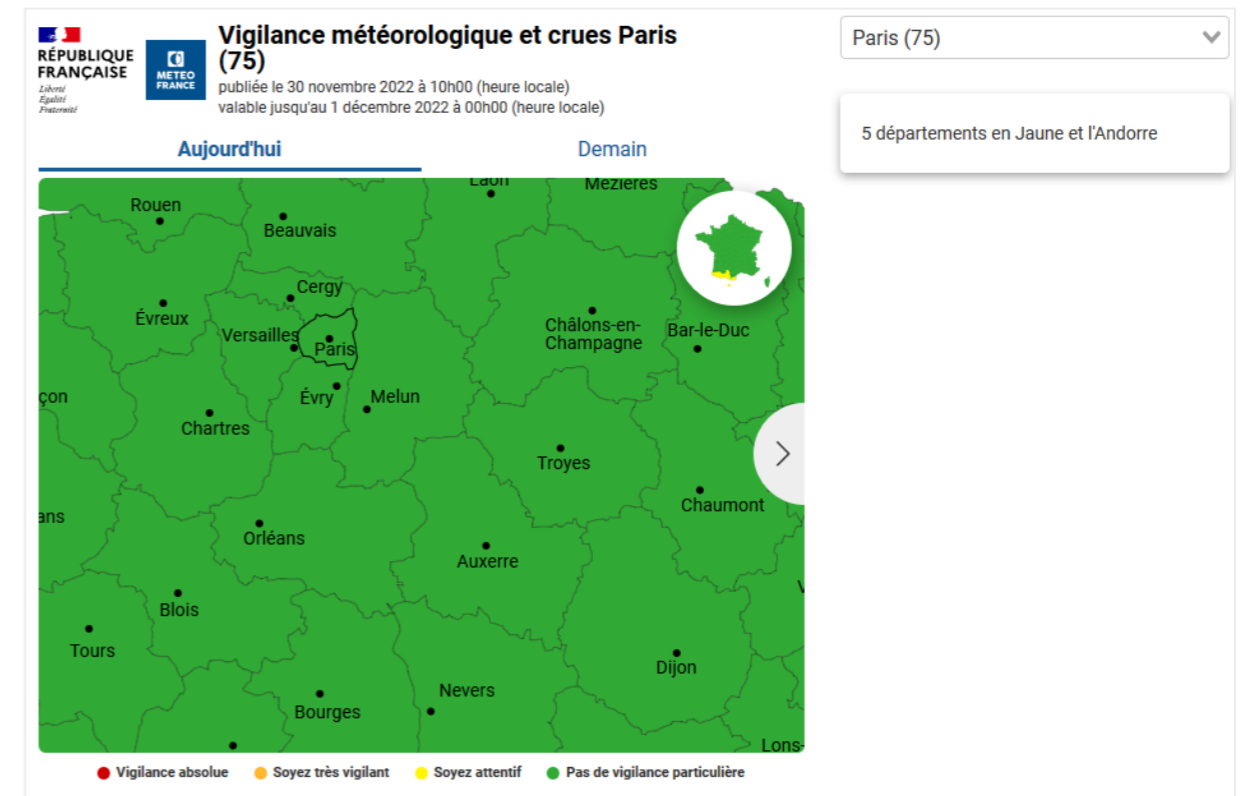 RÉPUBLIQUE
FRANÇAISE
Liberté
Égalité
Fraternité
METEO
FRANCE
Vigilance météorologique et crues Paris
(75)
publiée le 30 novembre 2022 à 10h00 (heure locale)
valable jusqu'au 1 décembre 2022 à 00h00 (heure locale)
Paris (75)
5 départements en Jaune et l'Andorre
Aujourd'hui
Demain
Laon
Mézières
Rouen
Beauvais
Cergy
Évreux
Versailles
Paris
Châlons-en-
Champagne
Bar-le-Duc
çon
Évry
Melun
Chartres
Troyes
Chaumont
ans
Orléans
Auxerre
Blois
Tours
Dijon
Nevers
Bourges
Lons-
Vigilance absolue
Soyez très vigilant
Soyez attentif
Pas de vigilance particulière